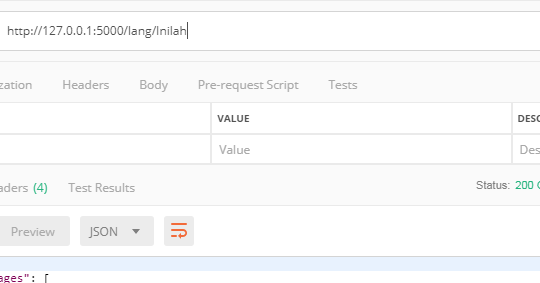 http://127.0.0.1:5000/lang/Inilah
zation Headers Body Pre-request Script Tests
VALUE DESC
Value Des
aders (4) Test Results Status: 200 O
Preview JSON
ages": [